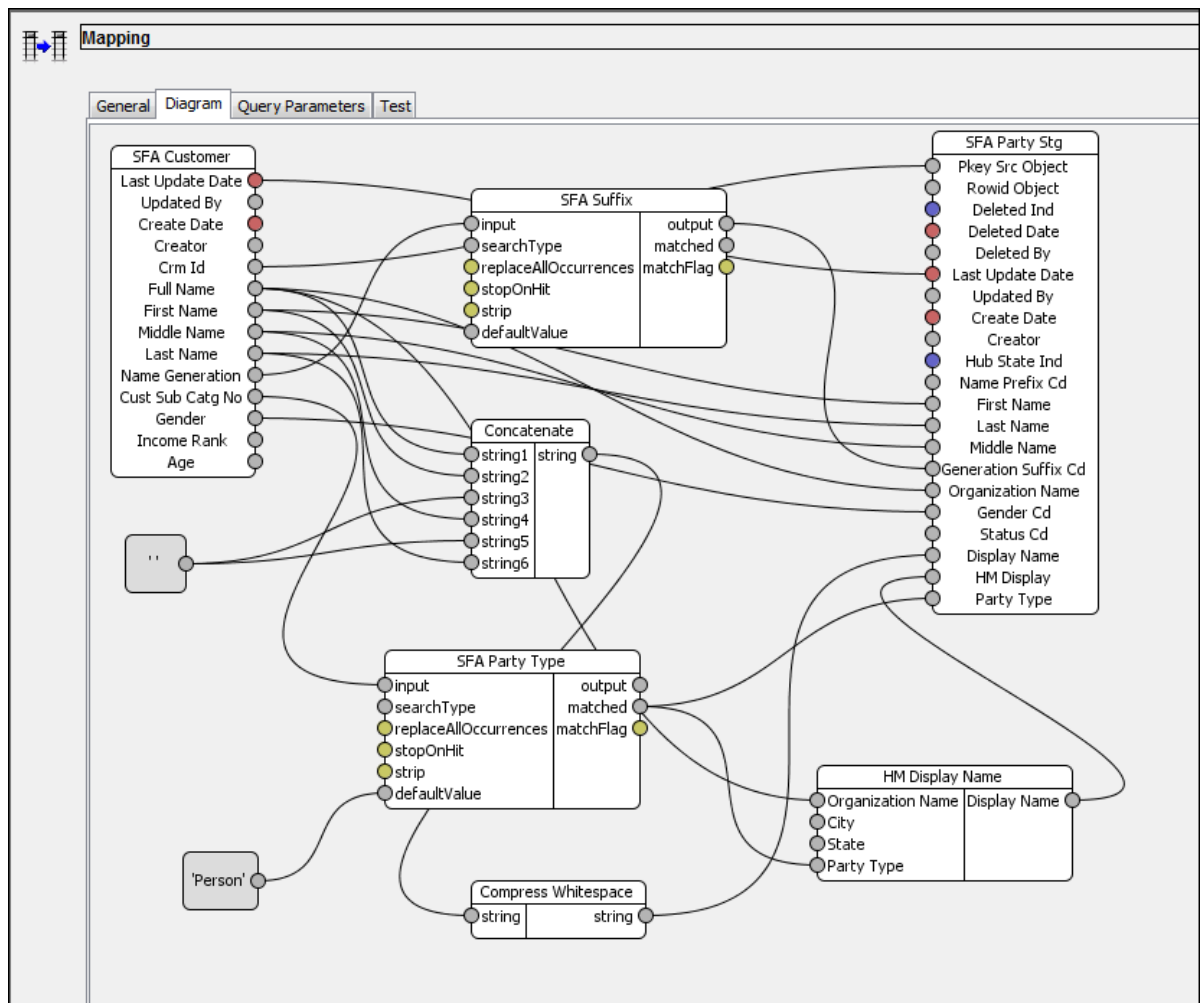 Mapping
General
Diagram
Query Parameters
Test
SFA Customer
Last Update Date
Updated By
Create Date
Creator
Crm Id
Full Name
First Name
Middle Name
Last Name
Name Generation
Cust Sub Catg No
Gender
Income Rank
Age
SFA Suffix
input
searchType
replaceAllOccurrences
stopOnHit
strip
defaultValue
output
matched
matchFlag
SFA Party Stg
Pkey Src Object
Rowid Object
Deleted Ind
Deleted Date
Deleted By
Last Update Date
Updated By
Create Date
Creator
Hub State Ind
Name Prefix Cd
First Name
Last Name
Middle Name
Generation Suffix Cd
Organization Name
Gender Cd
Status Cd
Display Name
HM Display
Party Type
Concatenate
string1
string2
string3
string4
string5
string6
string
' '
SFA Party Type
input
searchType
replaceAllOccurrences
stopOnHit
strip
defaultValue
output
matched
matchFlag
'Person'
Compress Whitespace
string
string
HM Display Name
Organization Name
City
State
Party Type
Display Name